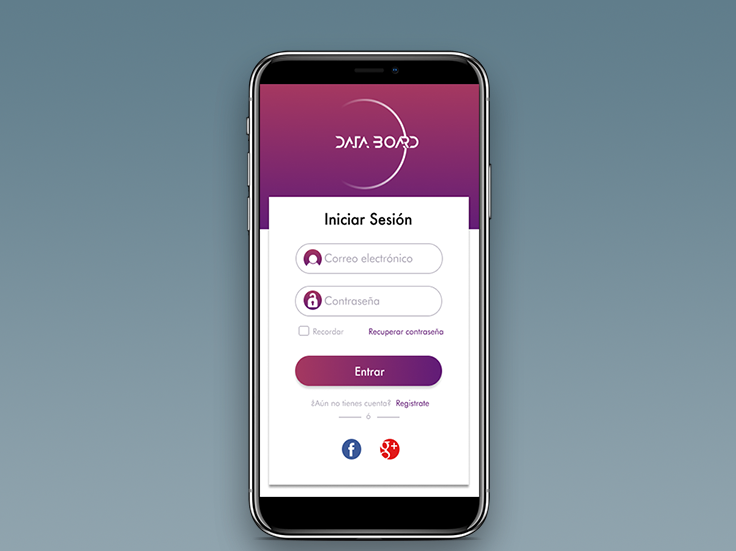 DATA BOARD
Iniciar Sesión
Correo electrónico
Contraseña
Recordar Recuperar contraseña
Entrar
¿Aún no tienes cuenta? Registrate
ó
f
g+